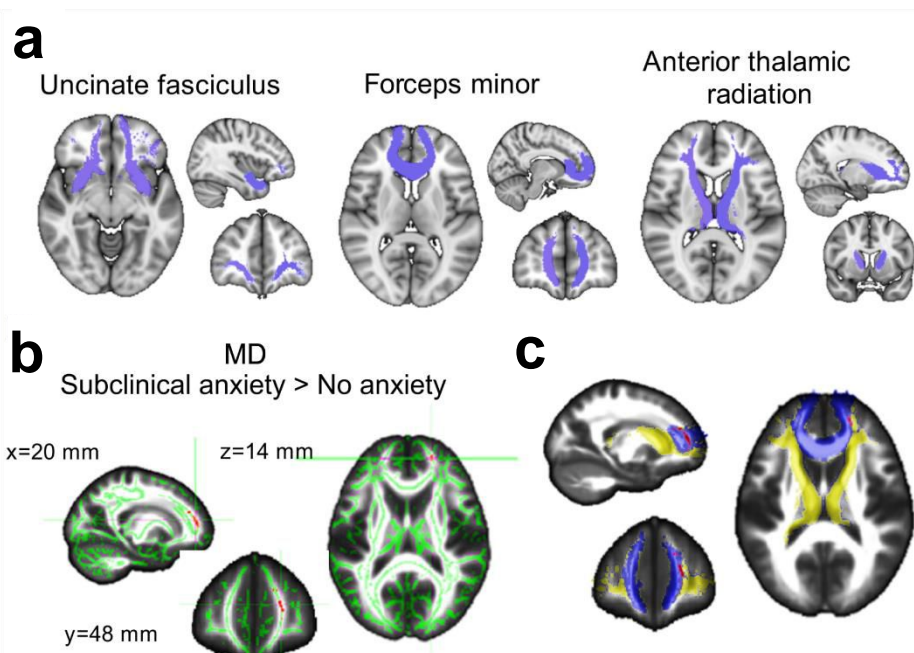 a
Uncinate fasciculus
Forceps minor
Anterior thalamic
radiation
b
MD
Subclinical anxiety > No anxiety
x=20 mm
z=14 mm
y=48 mm
c